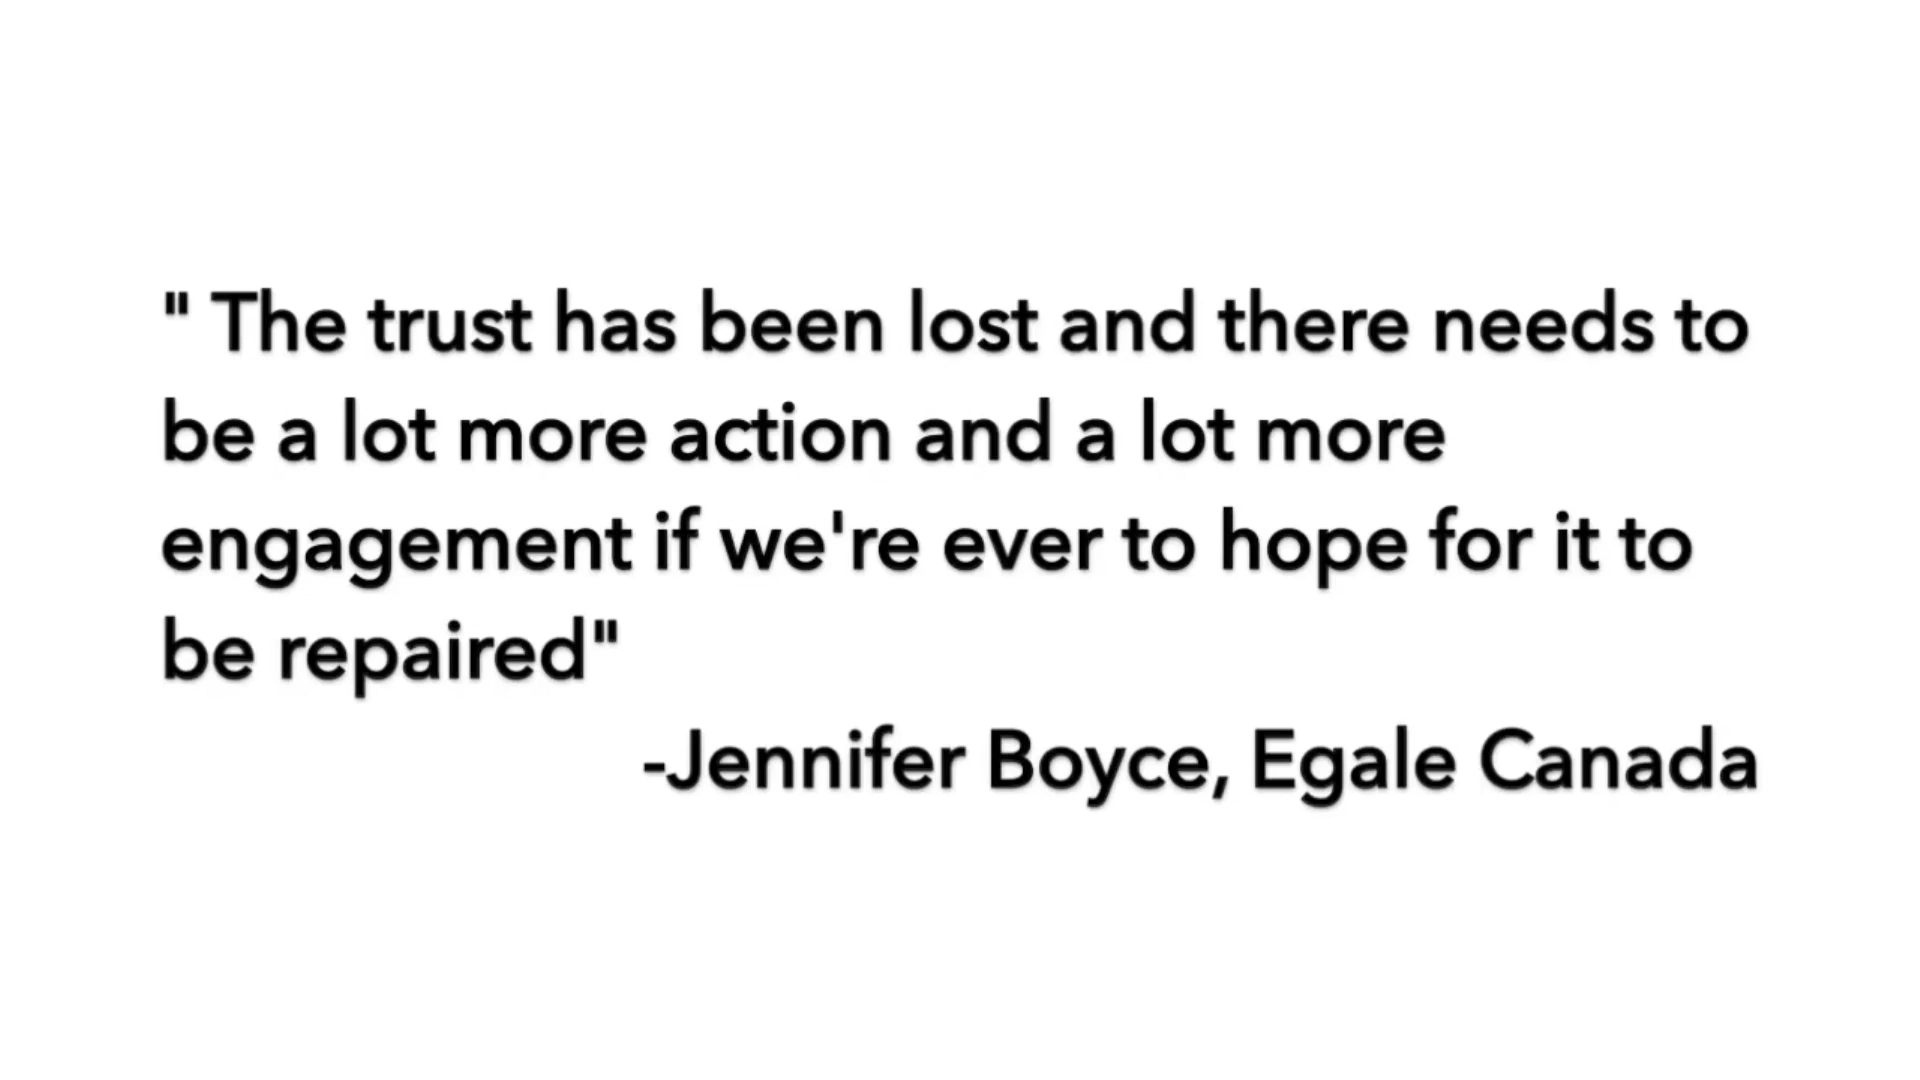 " The trust has been lost and there needs to
be a lot more action and a lot more
engagement if we're ever to hope for it to
be repaired"
-Jennifer Boyce, Egale Canada